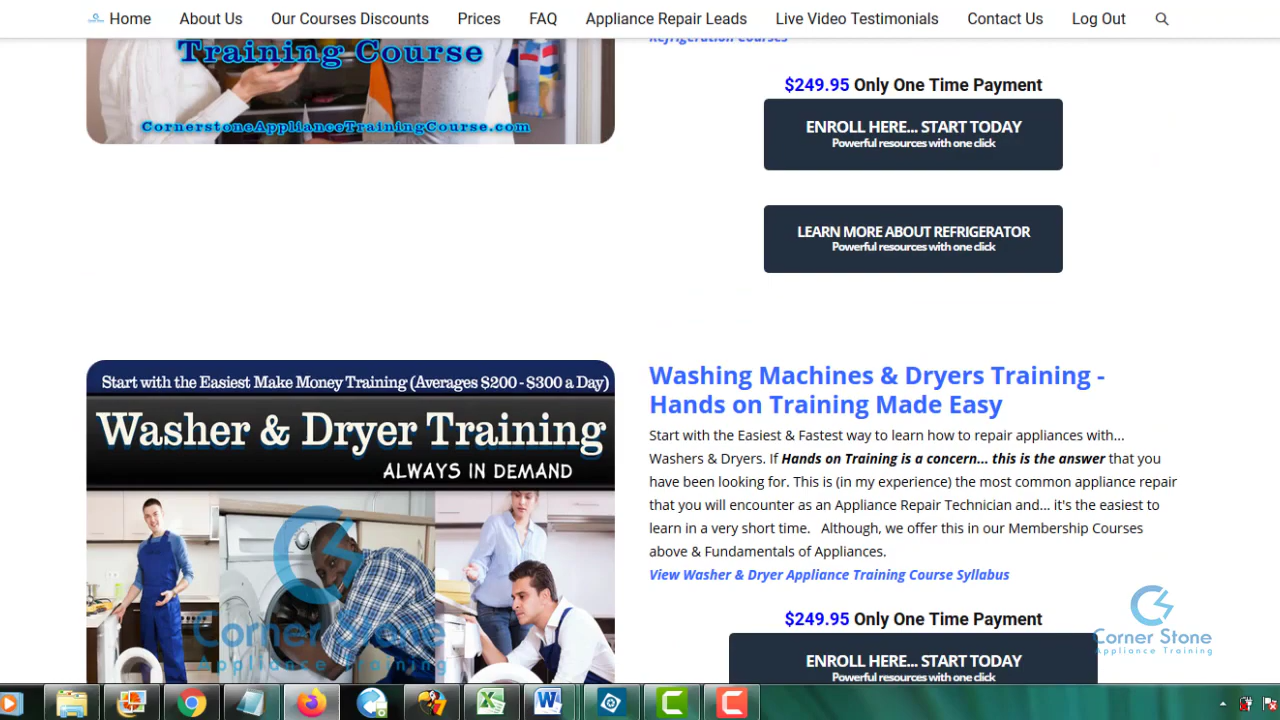 Home About Us Our Courses Discounts Prices FAQ Appliance Repair Leads Live Video Testimonials Contact Us Log Out
Training Course
CornerstoneApplianceTrainingCourse.com
Refrigeration Courses
$249.95 Only One Time Payment
ENROLL HERE... START TODAY
Powerful resources with one click
LEARN MORE ABOUT REFRIGERATOR
Powerful resources with one click
Start with the Easiest Make Money Training (Averages $200 - $300 a Day)
Washer & Dryer Training
ALWAYS IN DEMAND
Corner Stone
Appliance Training
Washing Machines & Dryers Training -
Hands on Training Made Easy
Start with the Easiest & Fastest way to learn how to repair appliances with...
Washers & Dryers. If Hands on Training is a concern... this is the answer that you
have been looking for. This is (in my experience) the most common appliance repair
that you will encounter as an Appliance Repair Technician and... it's the easiest to
learn in a very short time. Although, we offer this in our Membership Courses
above & Fundamentals of Appliances.
View Washer & Dryer Appliance Training Course Syllabus
$249.95 Only One Time Payment
ENROLL HERE... START TODAY
Powerful resources with one click
Corner Stone
Appliance Training